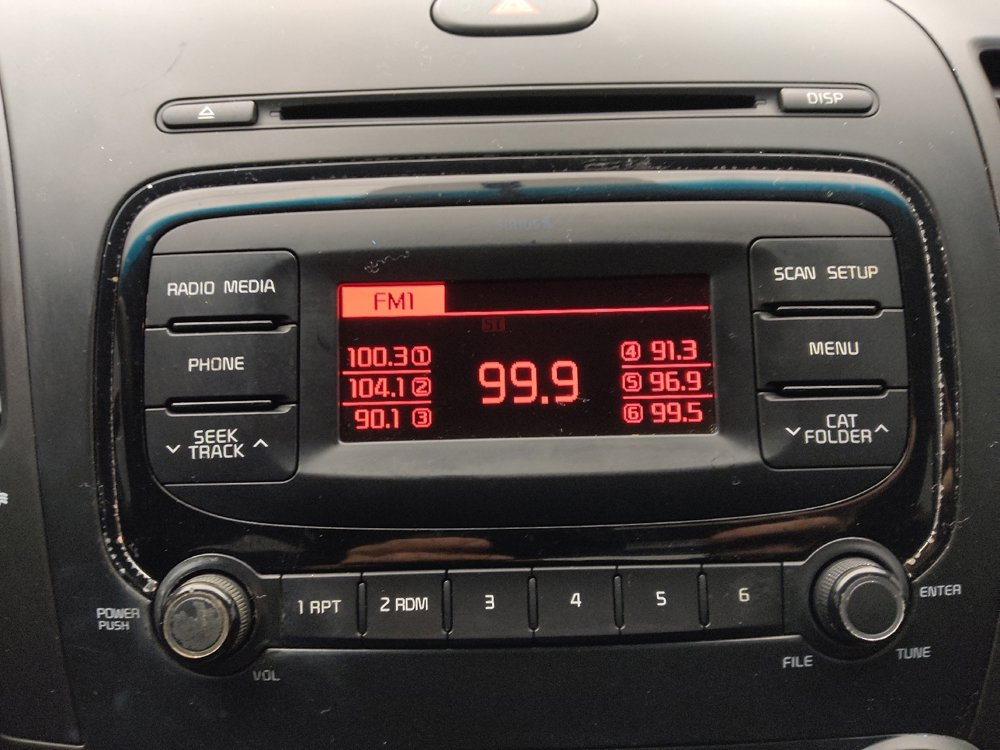 DISP
SIRIUS
RADIO MEDIA
PHONE
SEEK
TRACK
FM1
ST
100.3 1
104.1 2
90.1 3
99.9
4 91.3
5 96.9
6 99.5
SCAN SETUP
MENU
CAT
FOLDER
POWER
PUSH
VOL
1 RPT
2 RDM
3
4
5
6
FILE
TUNE
ENTER